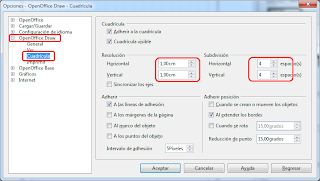 Opciones - OpenOffice Draw - Cuadrícula
OpenOffice
Cargar/Guardar
Configuración de idioma
OpenOffice Draw
General
Ver
Cuadrícula
Imprimir
OpenOffice Base
Gráficos
Internet
Cuadrícula
Adherir a la cuadrícula
Cuadrícula visible
Resolución
Horizontal 1,00cm
Vertical 1,00cm
Sincronizar los ejes
Subdivisión
Horizontal 4 espacio(s)
Vertical 4 espacio(s)
Adherir
A las líneas de adhesión
A los márgenes de la página
Al marco del objeto
A los puntos del objeto
Intervalo de adhesión 5Píxeles
Adherir posición
Cuando se crean o mueven los objetos
Al extender los bordes
Cuando se rota 15,00grados
Reducción de punto 15,00grados
Aceptar
Cancelar
Ayuda
Regresar